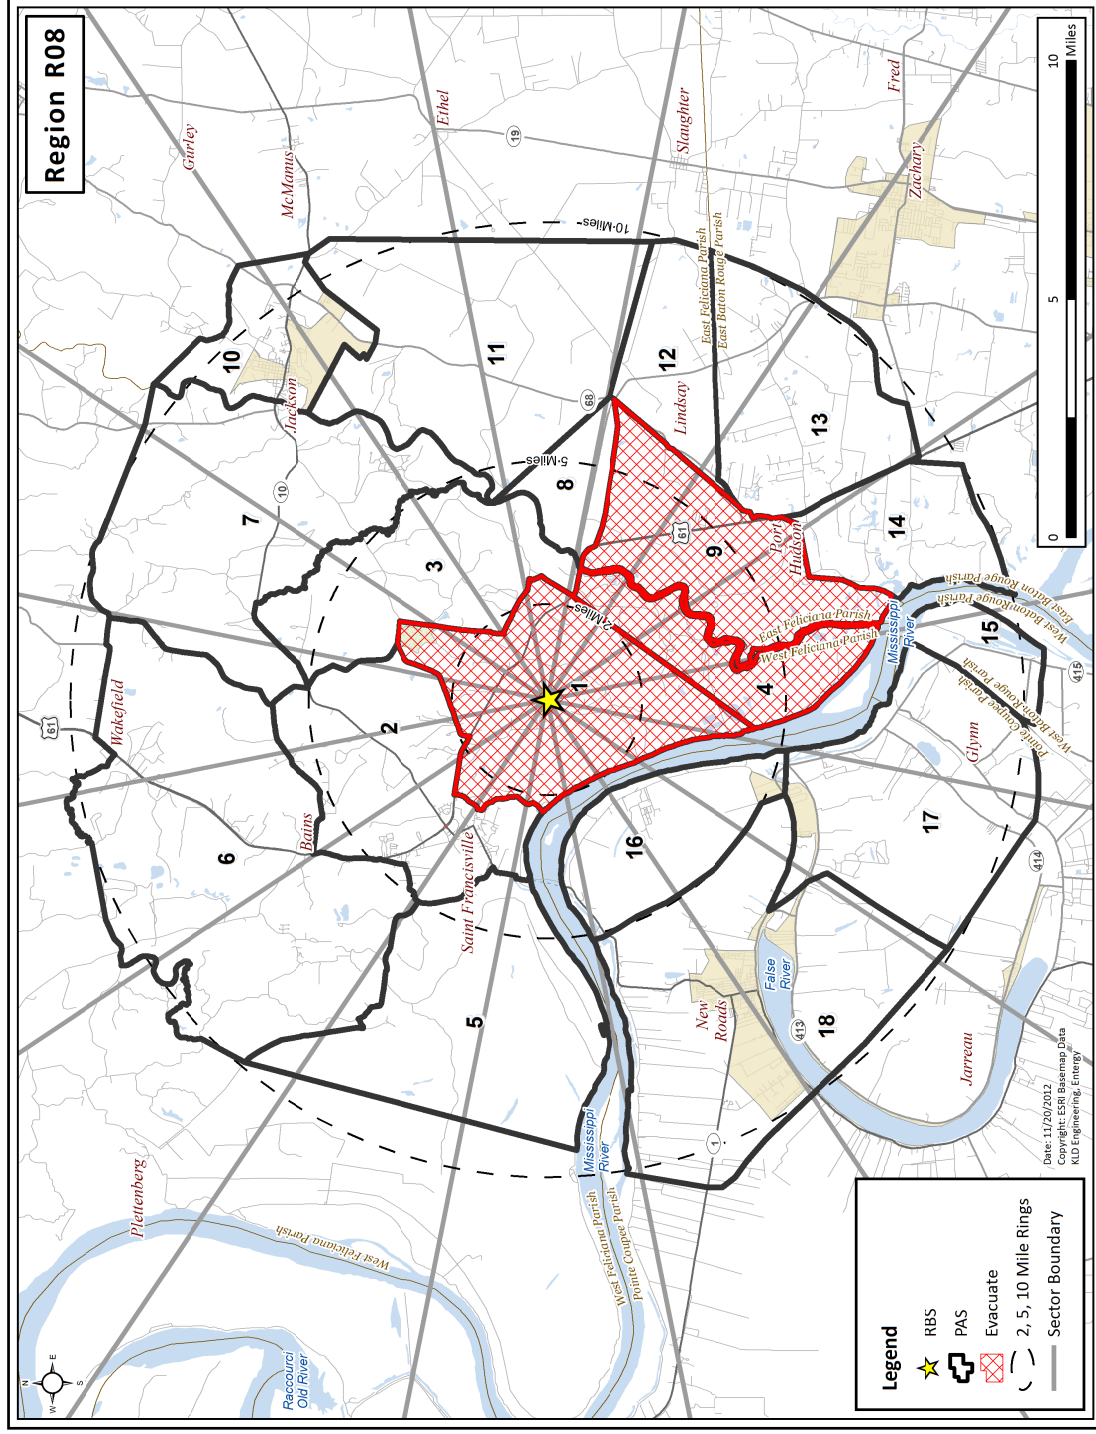 Region R08
Gurley
McManus
Ethel
Slaughter
Fred
Zachary
19
10 Miles
10
Jackson
11
12
68
Lindsay
East Feliciana Parish
East Baton Rouge Parish
13
5 Miles
8
7
10
3
61
9
Port
Hudson
14
2 Miles
East Feliciana Parish
West Feliciana Parish
Mississippi
River
1
4
2
61
Wakefield
Bains
6
Saint Francisville
5
16
15
West Baton Rouge Parish
East Baton Rouge Parish
Pointe Coupee Parish
West Baton Rouge Parish
415
Glynn
17
414
False
River
New
Roads
413
18
Jarreau
1
Mississippi
River
West Feliciana Parish
Pointe Coupee Parish
Plettenberg
West Feliciana Parish
Raccourci
Old River
N
E
S
W
0
5
10
Miles
Date: 11/20/2012
Copyright: ESRI Basemap Data
KLD Engineering, Entergy
Legend
RBS
PAS
Evacuate
2, 5, 10 Mile Rings
Sector Boundary